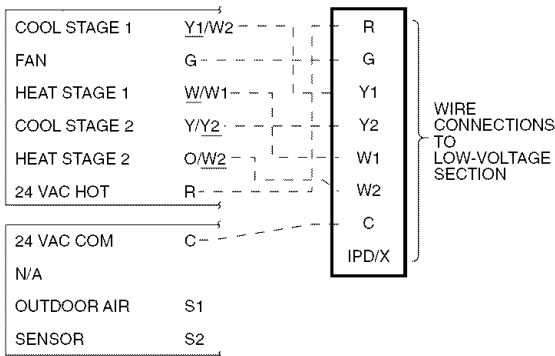 COOL STAGE 1 Y1/W2 R
FAN G G
HEAT STAGE 1 W/W1 Y1
COOL STAGE 2 Y/Y2 Y2
HEAT STAGE 2 O/W2 W1
24 VAC HOT R W2
24 VAC COM C C
N/A IPD/X
OUTDOOR AIR S1
SENSOR S2
WIRE
CONNECTIONS
TO
LOW-VOLTAGE
SECTION